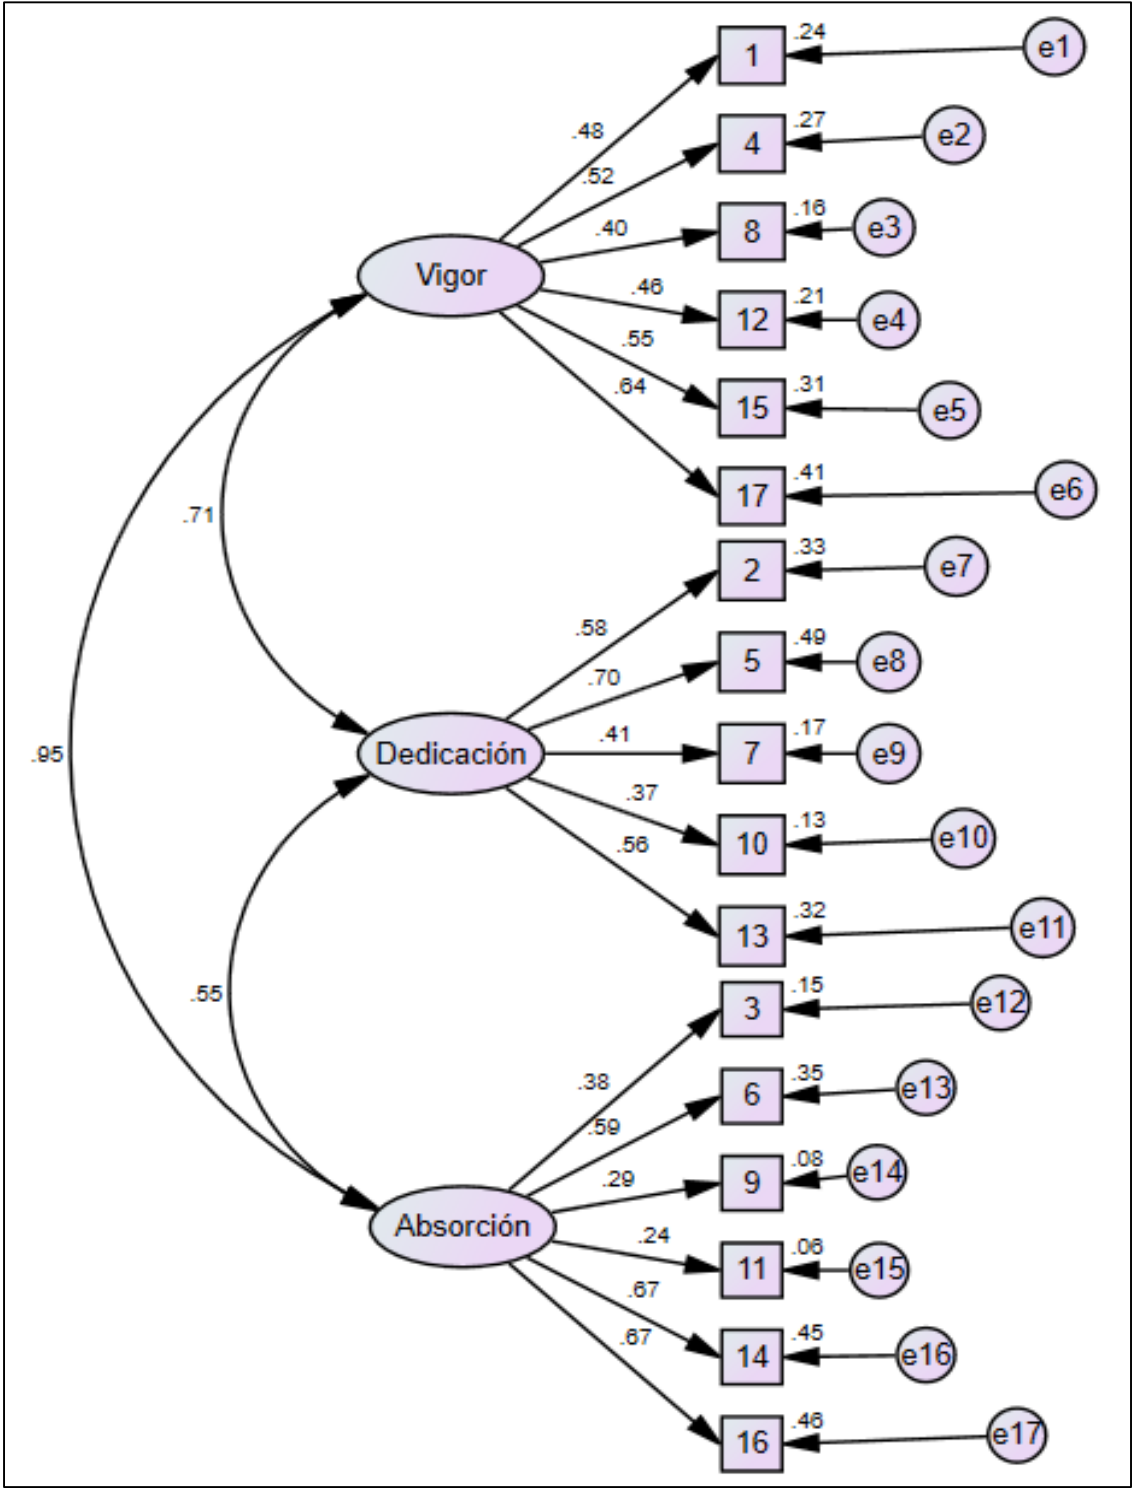 .24
1
e1
.48
.27
4
e2
.52
.16
8
e3
.40
Vigor
.46
.21
12
e4
.55
.31
15
e5
.64
.41
17
e6
.71
.33
2
e7
.58
.49
5
e8
.70
.17
7
e9
.41
Dedicación
.95
.37
.13
10
e10
.56
.32
13
e11
.55
.15
3
e12
.38
.35
6
e13
.59
.08
9
e14
.29
Absorción
.24
.06
11
e15
.67
.45
14
e16
.67
.46
16
e17